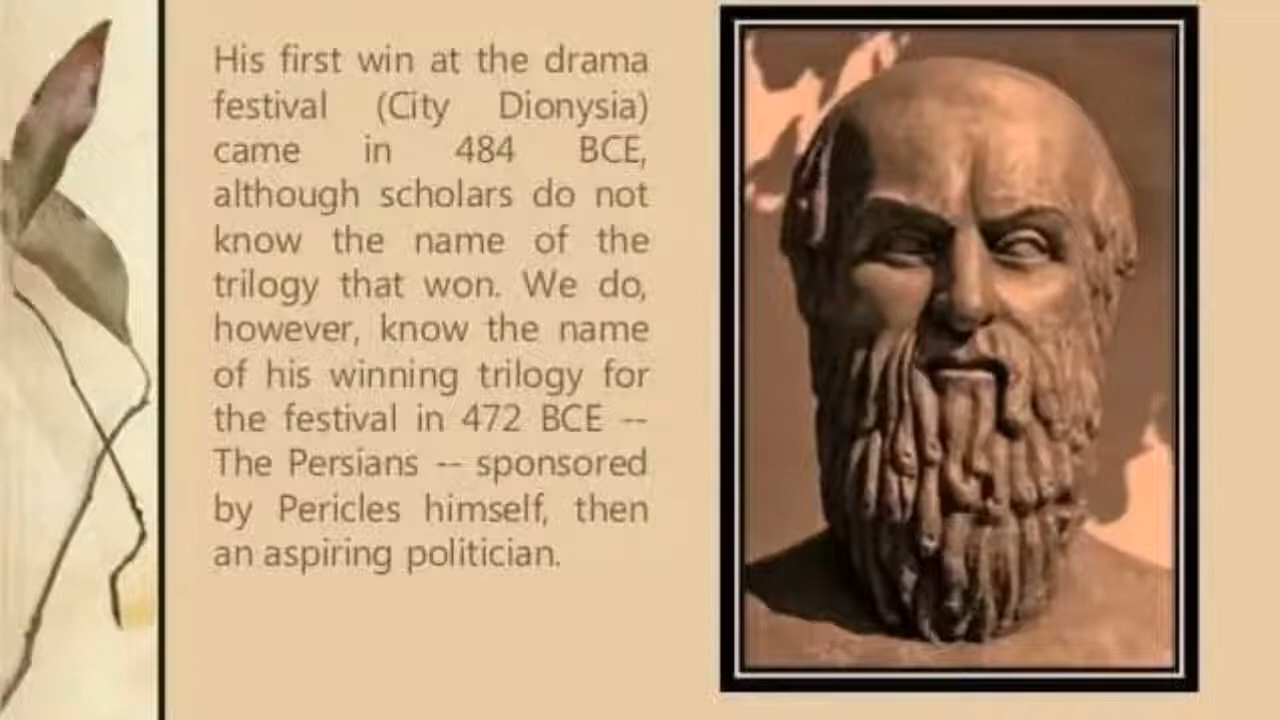 His first win at the drama
festival (City Dionysia)
came in 484 BCE,
although scholars do not
know the name of the
trilogy that won. We do,
however, know the name
of his winning trilogy for
the festival in 472 BCE --
The Persians -- sponsored
by Pericles himself, then
an aspiring politician.